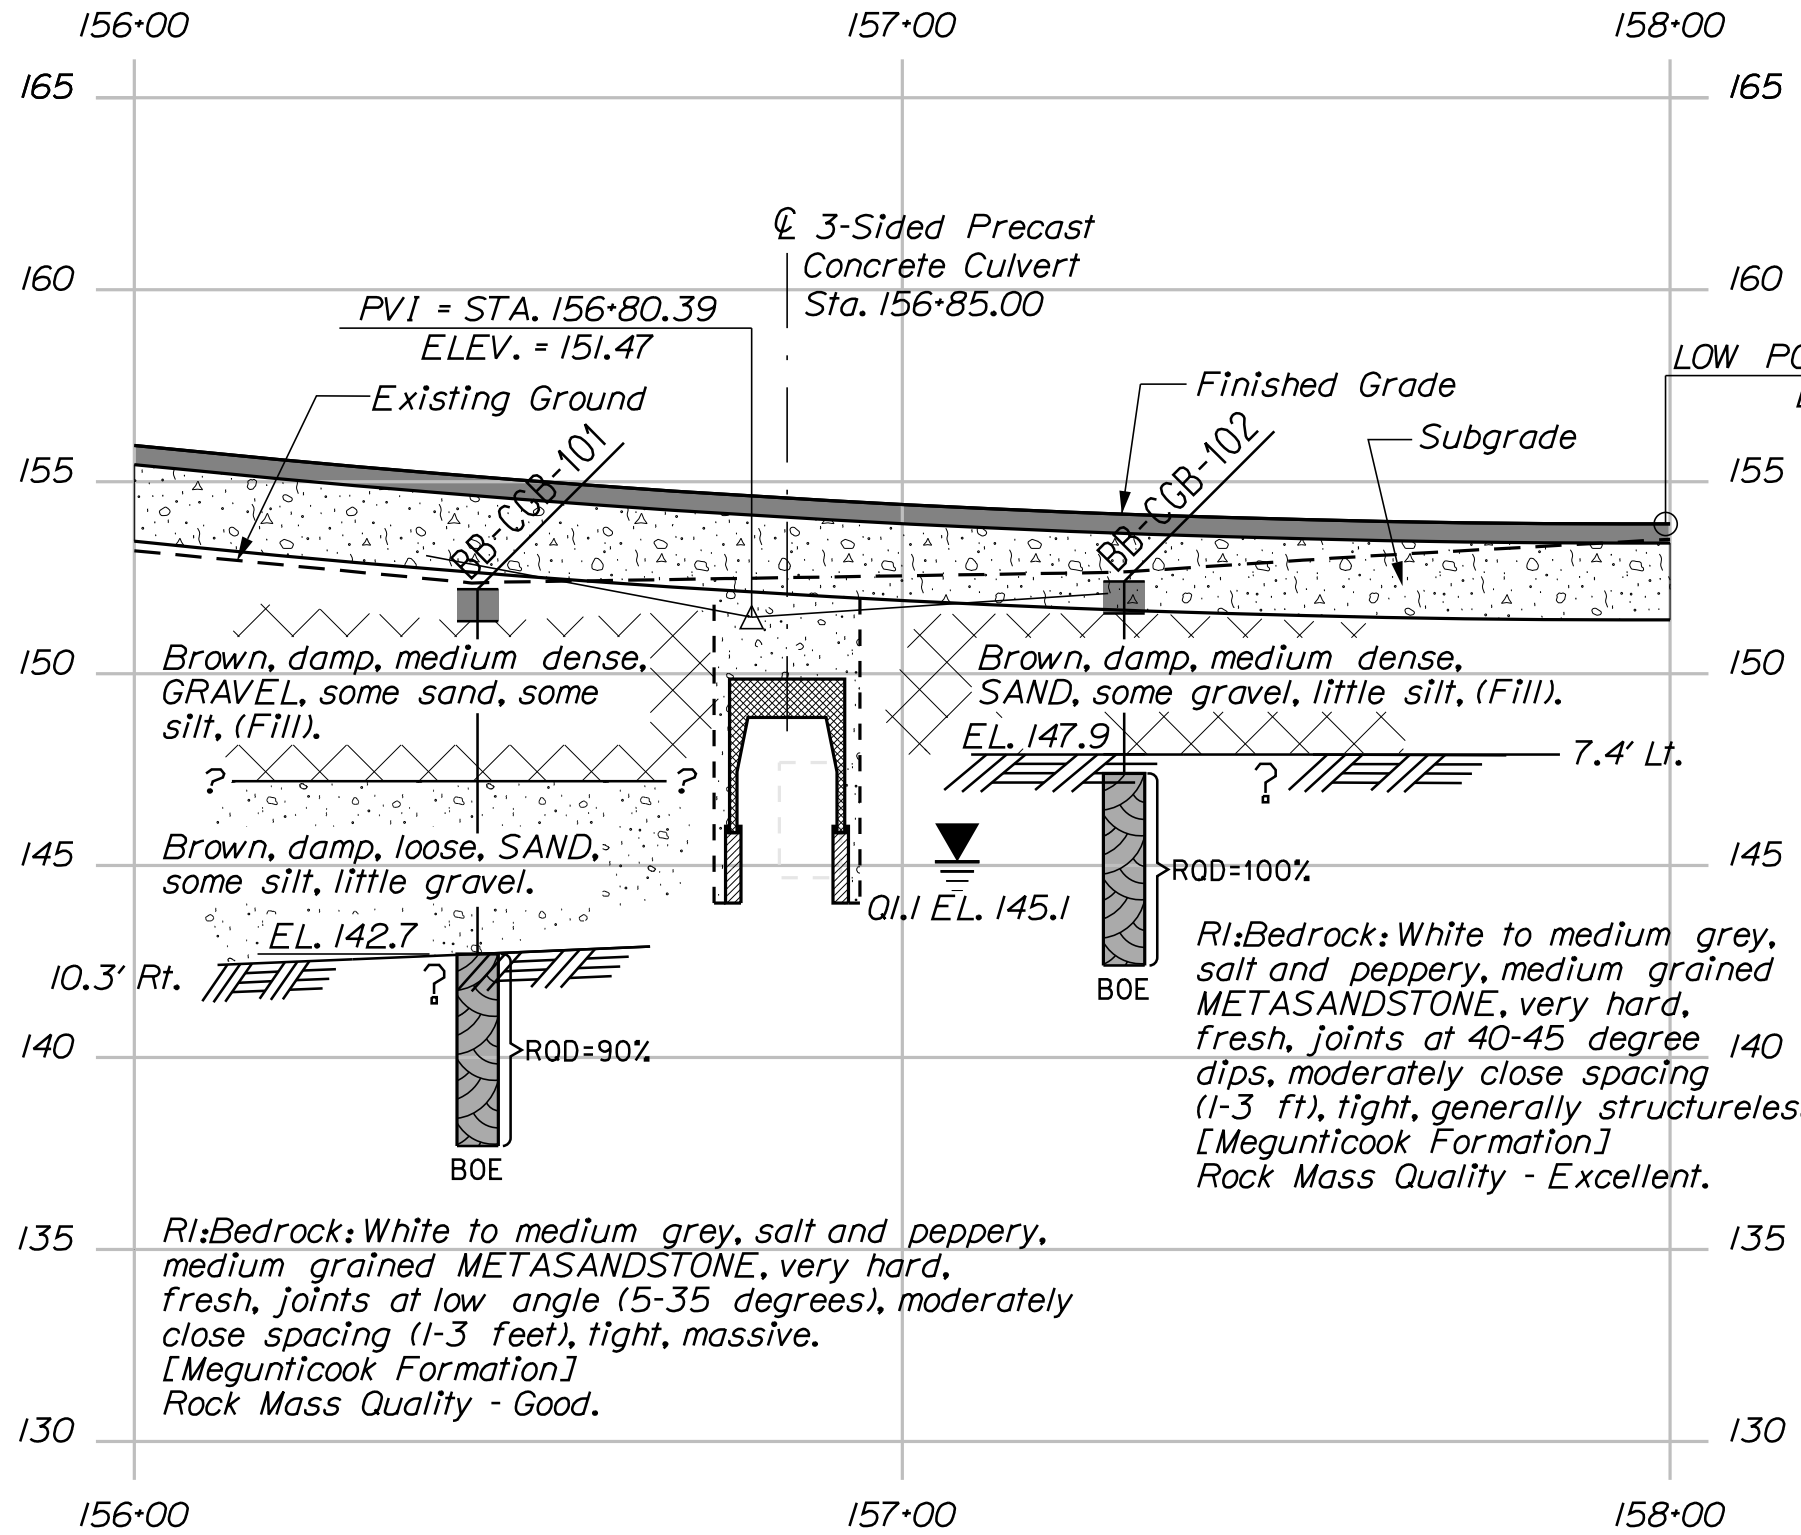 156+00 157+00 158+00
165 165
℄ 3-Sided Precast
Concrete Culvert
Sta. 156+85.00
160 160
PVI = STA. 156+80.39
ELEV. = 151.47
LOW
Existing Ground
Finished Grade
Subgrade
BB-CGB-101
BB-CGB-102
155 155
Brown, damp, medium dense,
GRAVEL, some sand, some
silt, (Fill).
Brown, damp, medium dense,
SAND, some gravel, little silt, (Fill).
150 150
EL. 147.9
7.4' Lt.
? ?
?
Brown, damp, loose, SAND,
some silt, little gravel.
145 145
RQD=100%
Q1.1 EL. 145.1
EL. 142.7
10.3' Rt.
?
BOE
R1:Bedrock: White to medium grey,
salt and peppery, medium grained
METASANDSTONE, very hard,
fresh, joints at 40-45 degree
dips, moderately close spacing
(1-3 ft), tight, generally
[Megunticook Formation]
Rock Mass Quality - Excellent.
140 140
RQD=90%
BOE
R1:Bedrock: White to medium grey, salt and peppery,
medium grained METASANDSTONE, very hard,
fresh, joints at low angle (5-35 degrees), moderately
close spacing (1-3 feet), tight, massive.
[Megunticook Formation]
Rock Mass Quality - Good.
135 135
130 130
156+00 157+00 158+00